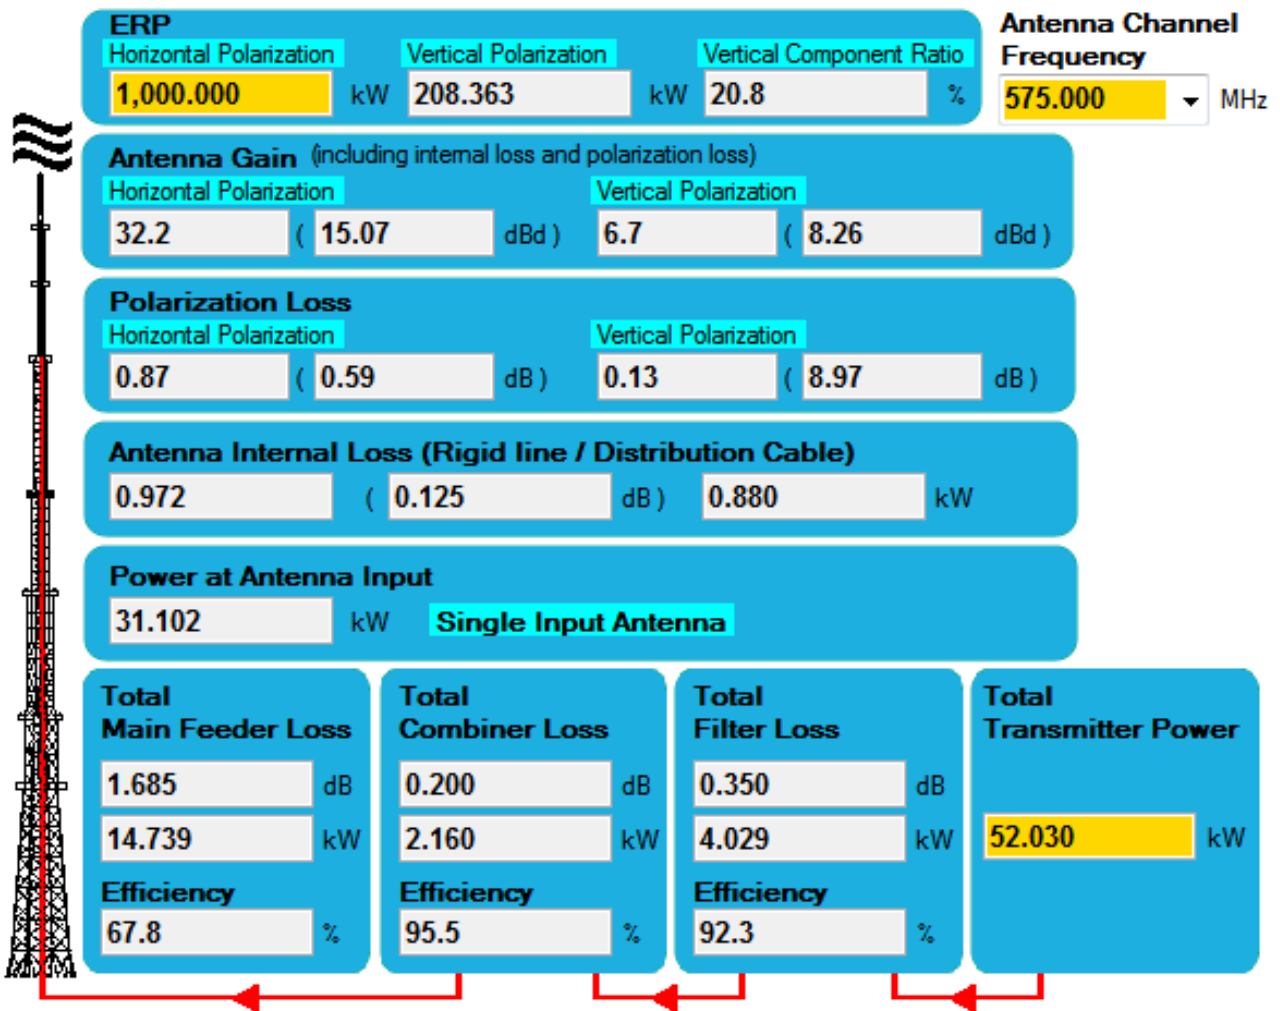 ERP
Horizontal Polarization Vertical Polarization Vertical Component Ratio
1,000.000 kW 208.363 kW 20.8 %
Antenna Channel
Frequency
575.000 MHz
Antenna Gain (including internal loss and polarization loss)
Horizontal Polarization Vertical Polarization
32.2 ( 15.07 dBd ) 6.7 ( 8.26 dBd )
Polarization Loss
Horizontal Polarization Vertical Polarization
0.87 ( 0.59 dB ) 0.13 ( 8.97 dB )
Antenna Internal Loss (Rigid line / Distribution Cable)
0.972 ( 0.125 dB ) 0.880 kW
Power at Antenna Input
31.102 kW Single Input Antenna
Total
Main Feeder Loss
1.685 dB
14.739 kW
Efficiency
67.8 %
Total
Combiner Loss
0.200 dB
2.160 kW
Efficiency
95.5 %
Total
Filter Loss
0.350 dB
4.029 kW
Efficiency
92.3 %
Total
Transmitter Power
52.030 kW